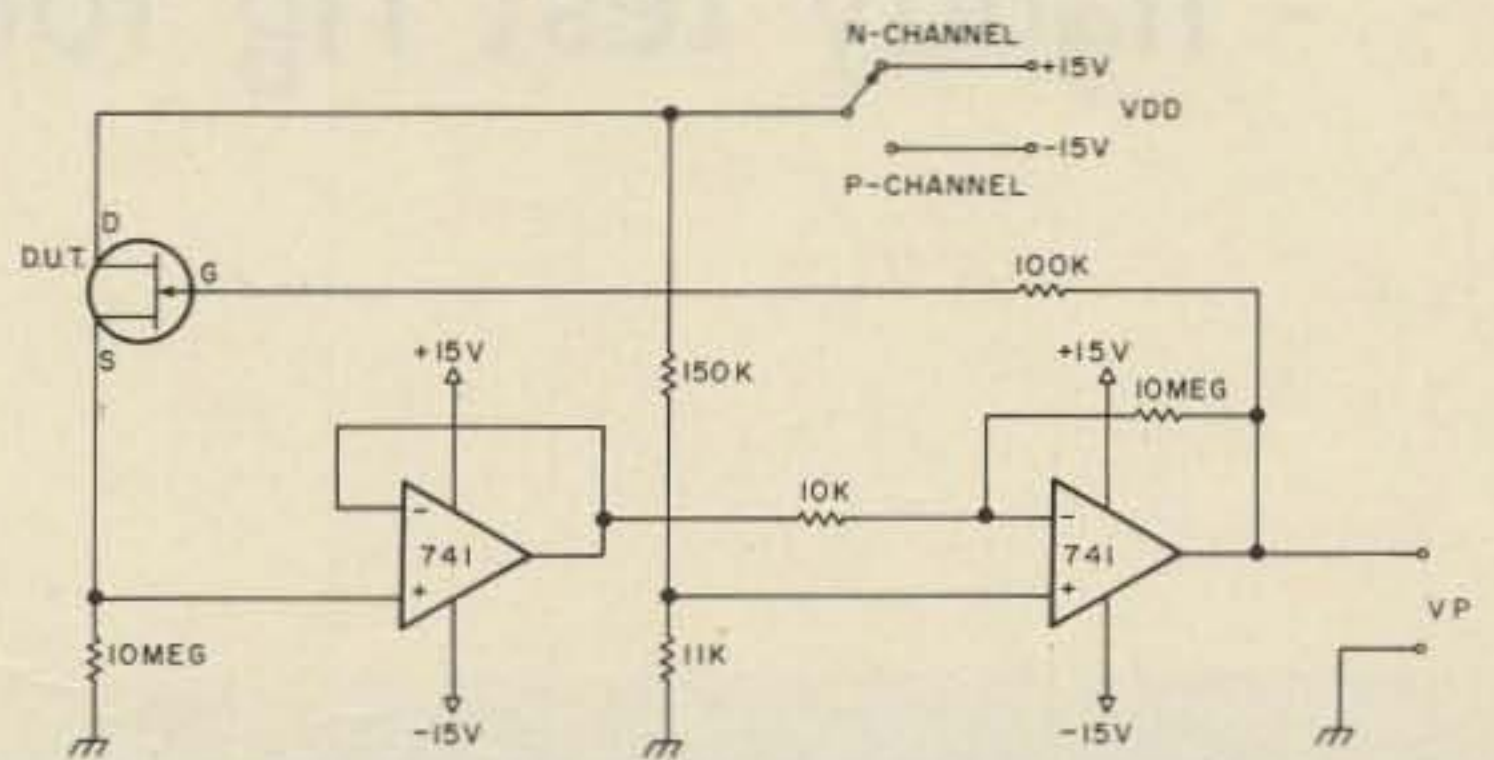 N-CHANNEL
+15V
VDD
-15V
P-CHANNEL
D
D.U.T.
G
S
100K
+15V
150K
+15V
10MEG
10K
-
741
+
-
741
+
10MEG
11K
-15V
-15V
VP